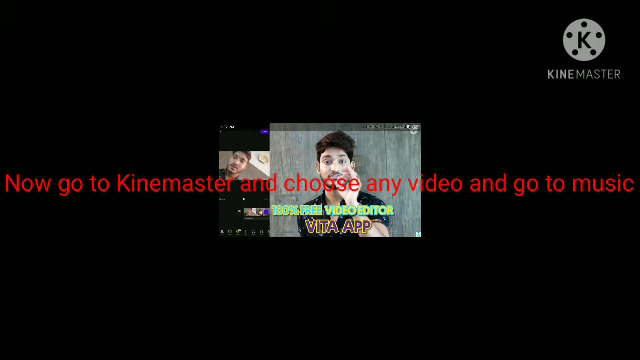 KINEMASTER
Now go to Kinemaster and choose any video and go to music
100% FREE VIDEO EDITOR
VITA APP